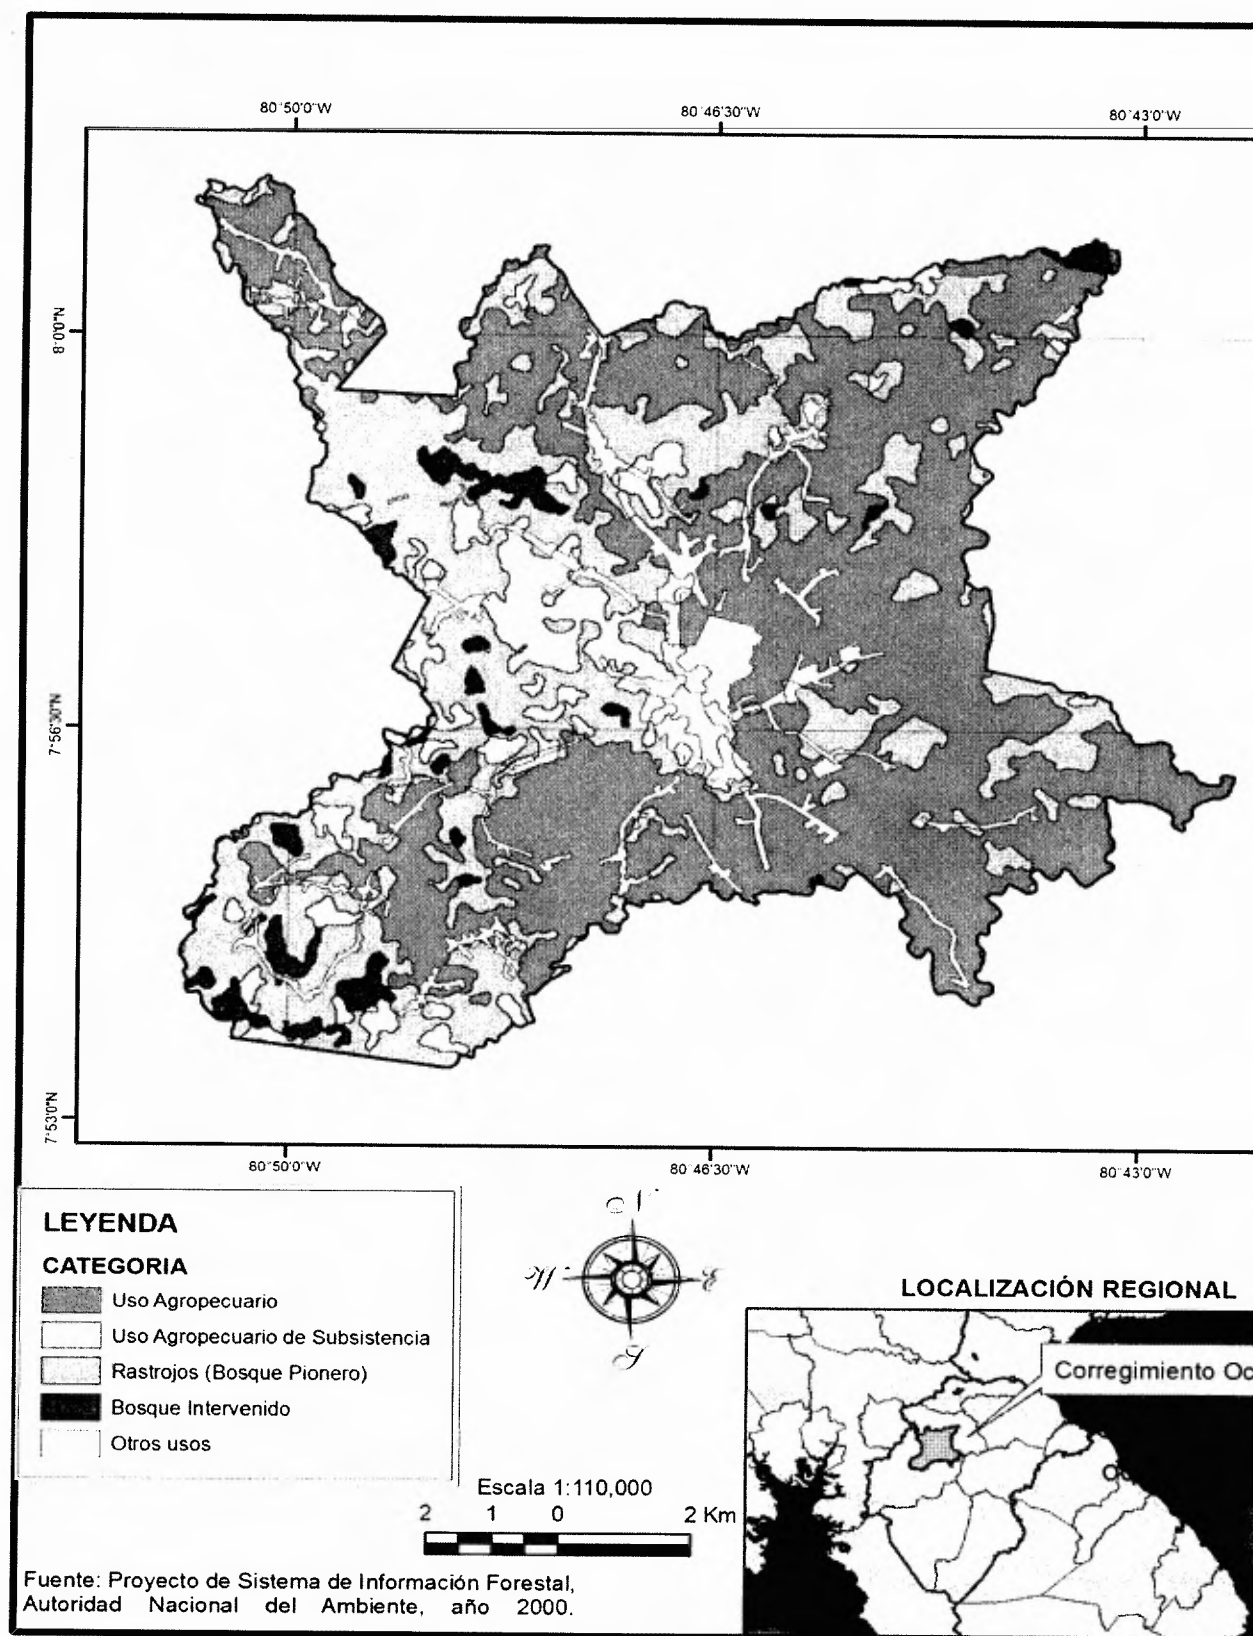 80°50'0"W 80°46'30"W 80°43'0"W
8°0'0"N
7°56'30"N
7°53'0"N
80°50'0"W 80°46'30"W 80°43'0"W
LEYENDA
CATEGORIA
Uso Agropecuario
Uso Agropecuario de Subsistencia
Rastrojos (Bosque Pionero)
Bosque Intervenido
Otros usos
N
W E
S
LOCALIZACIÓN REGIONAL
Corregimiento Oc
Escala 1:110,000
2 1 0 2 Km
Fuente: Proyecto de Sistema de Información Forestal,
Autoridad Nacional del Ambiente, año 2000.